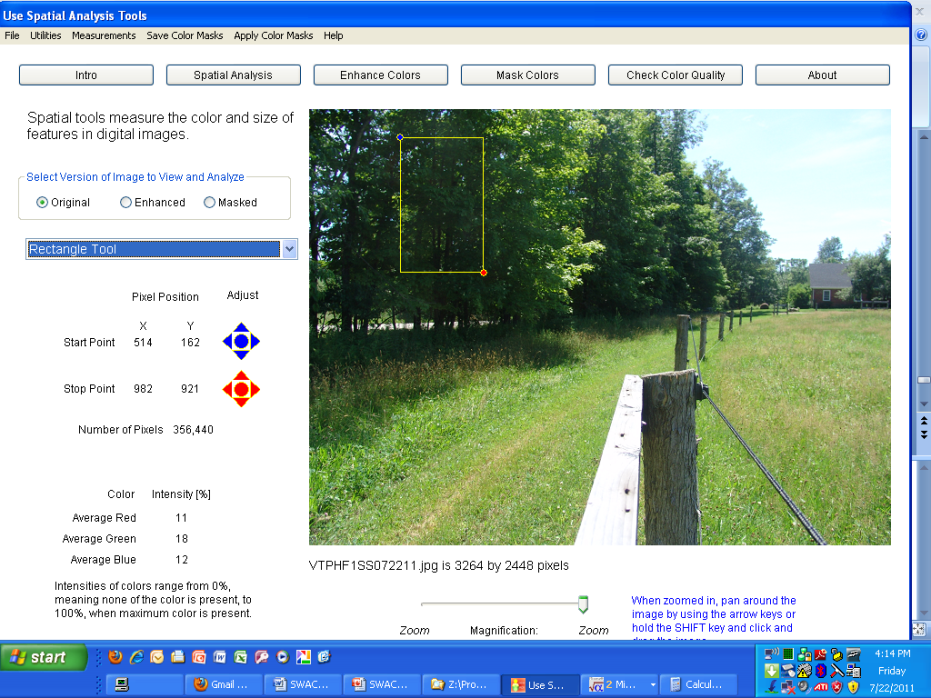 Use Spatial Analysis Tools
File Utilities Measurements Save Color Masks Apply Color Masks Help
Intro Spatial Analysis Enhance Colors Mask Colors Check Color Quality About
Spatial tools measure the color and size of
features in digital images.
Select Version of Image to View and Analyze
Original Enhanced Masked
Rectangle Tool
Pixel Position Adjust
X Y
Start Point 514 162
Stop Point 982 921
Number of Pixels 356,440
Color Intensity [%]
Average Red 11
Average Green 18
Average Blue 12
Intensities of colors range from 0%,
meaning none of the color is present, to
100%, when maximum color is present.
VTPHF1SS072211.jpg is 3264 by 2448 pixels
Zoom Magnification: Zoom
When zoomed in, pan around the
image by using the arrow keys or
hold the SHIFT key and click and
drag the image
start
Gmail ... SWAC... SWAC... Z:\Pro... Use S... 2 Mi... Calcul...
4:14 PM
Friday
7/22/2011